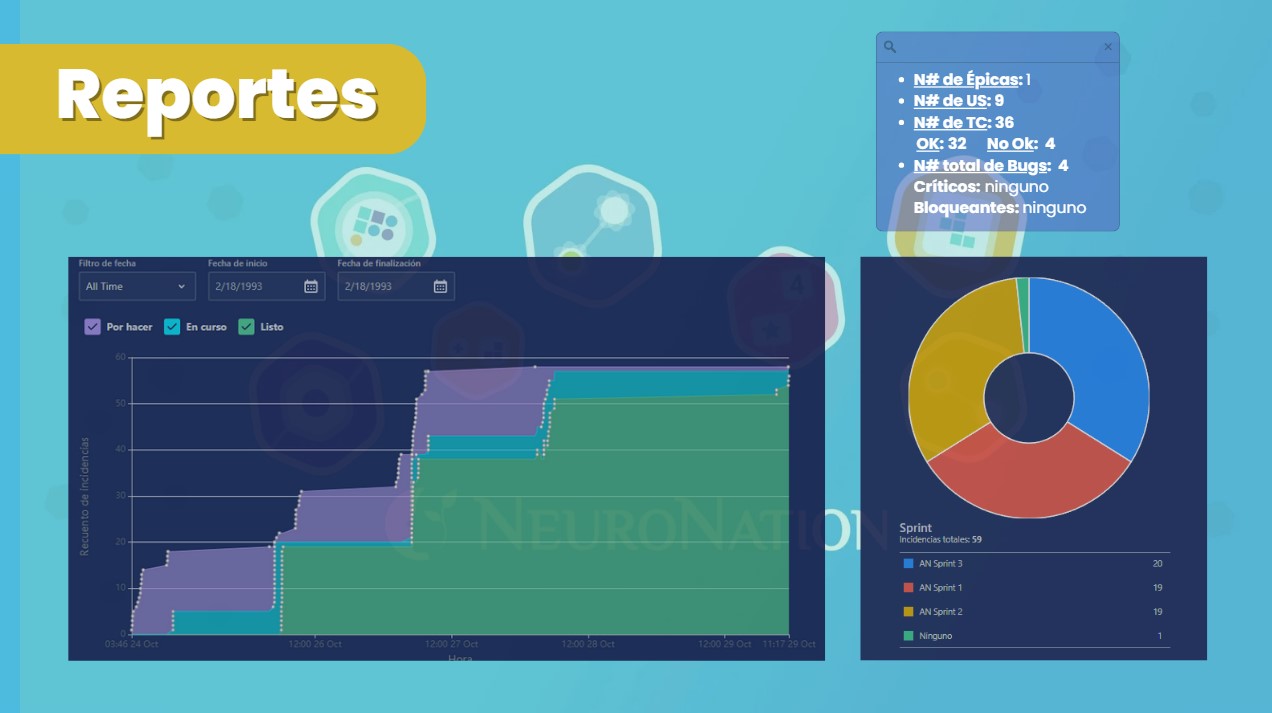 Reportes
N# de Épicas: 1
N# de US: 9
N# de TC: 36
OK: 32 No Ok: 4
N# total de Bugs: 4
Críticos: ninguno
Bloqueantes: ninguno
Filtro de fecha Fecha de inicio Fecha de finalización
All Time 2/18/1993 2/18/1993
Por hacer En curso Listo
Recuento de incidencias
60
50
40
30
20
10
0
03:46 24 Oct 12:00 26 Oct 12:00 27 Oct 12:00 28 Oct 12:00 29 Oct 11:17 29 Oct
Hora
NEURONATION
Sprint
Incidencias totales: 59
AN Sprint 3 20
AN Sprint 1 19
AN Sprint 2 19
Ninguno 1